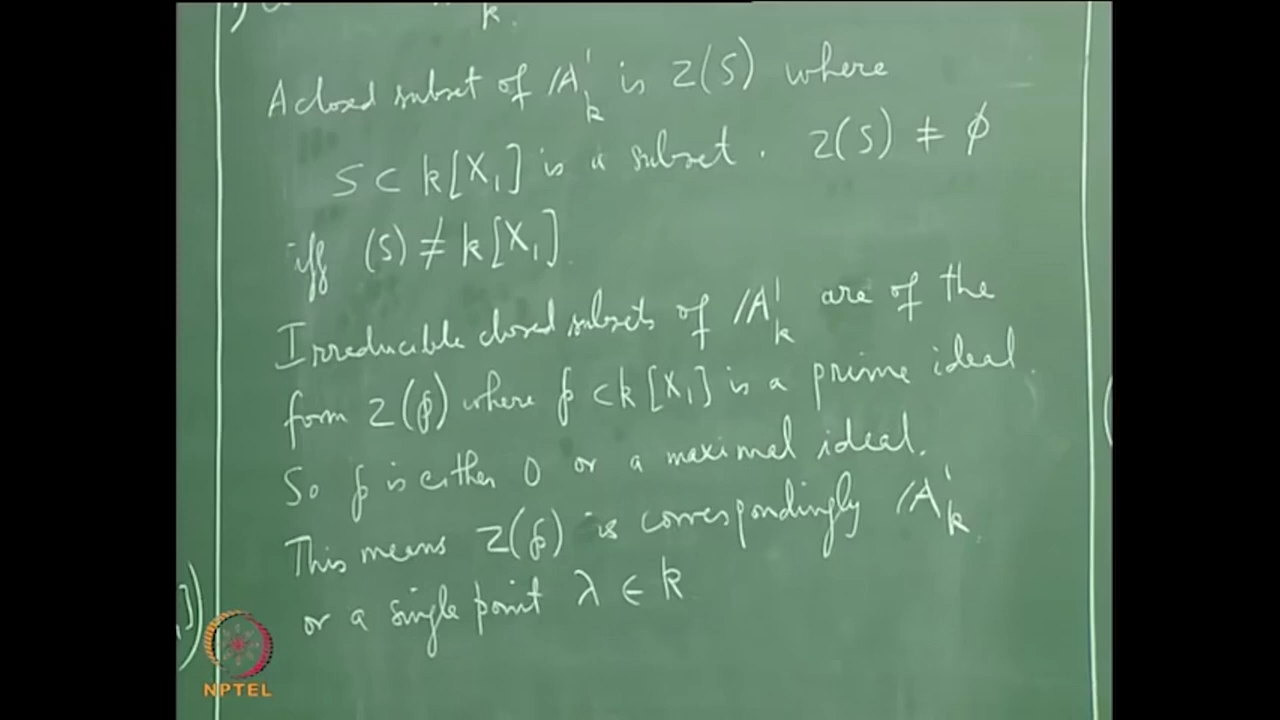 k.
A closed subset of 𝔸¹ₖ is Z(S) where
S ⊂ k[X₁] is a subset. Z(S) ≠ ϕ
iff (S) ≠ k[X₁].
Irreducible closed subsets of 𝔸¹ₖ are of the
form Z(𝔭) where 𝔭 ⊂ k[X₁] is a prime ideal.
So 𝔭 is either 0 or a maximal ideal.
This means Z(𝔭) is correspondingly 𝔸¹ₖ
or a single point λ ∈ k
NPTEL